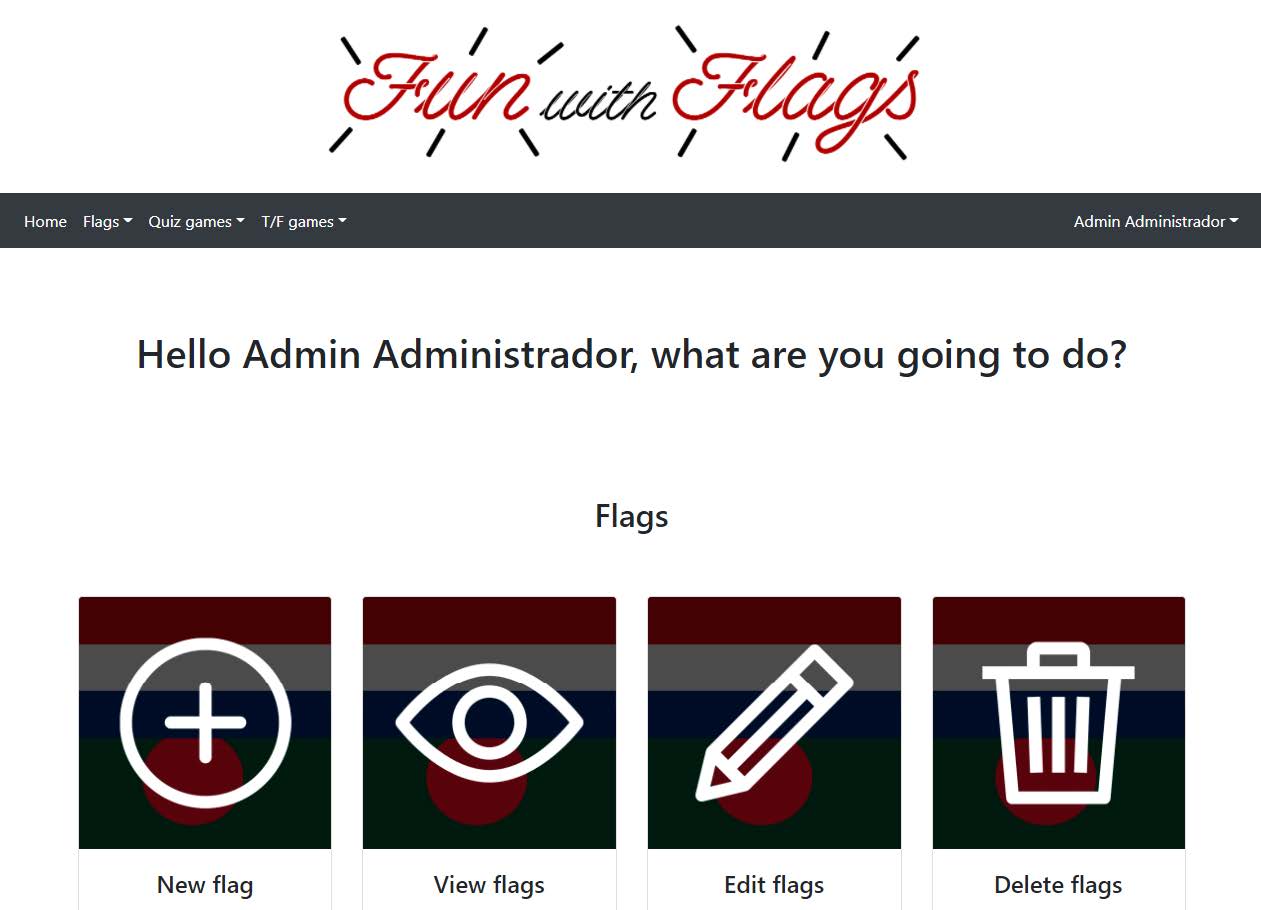 Fun with Flags
Home Flags Quiz games T/F games Admin Administrador
Hello Admin Administrador, what are you going to do?
Flags
New flag View flags Edit flags Delete flags